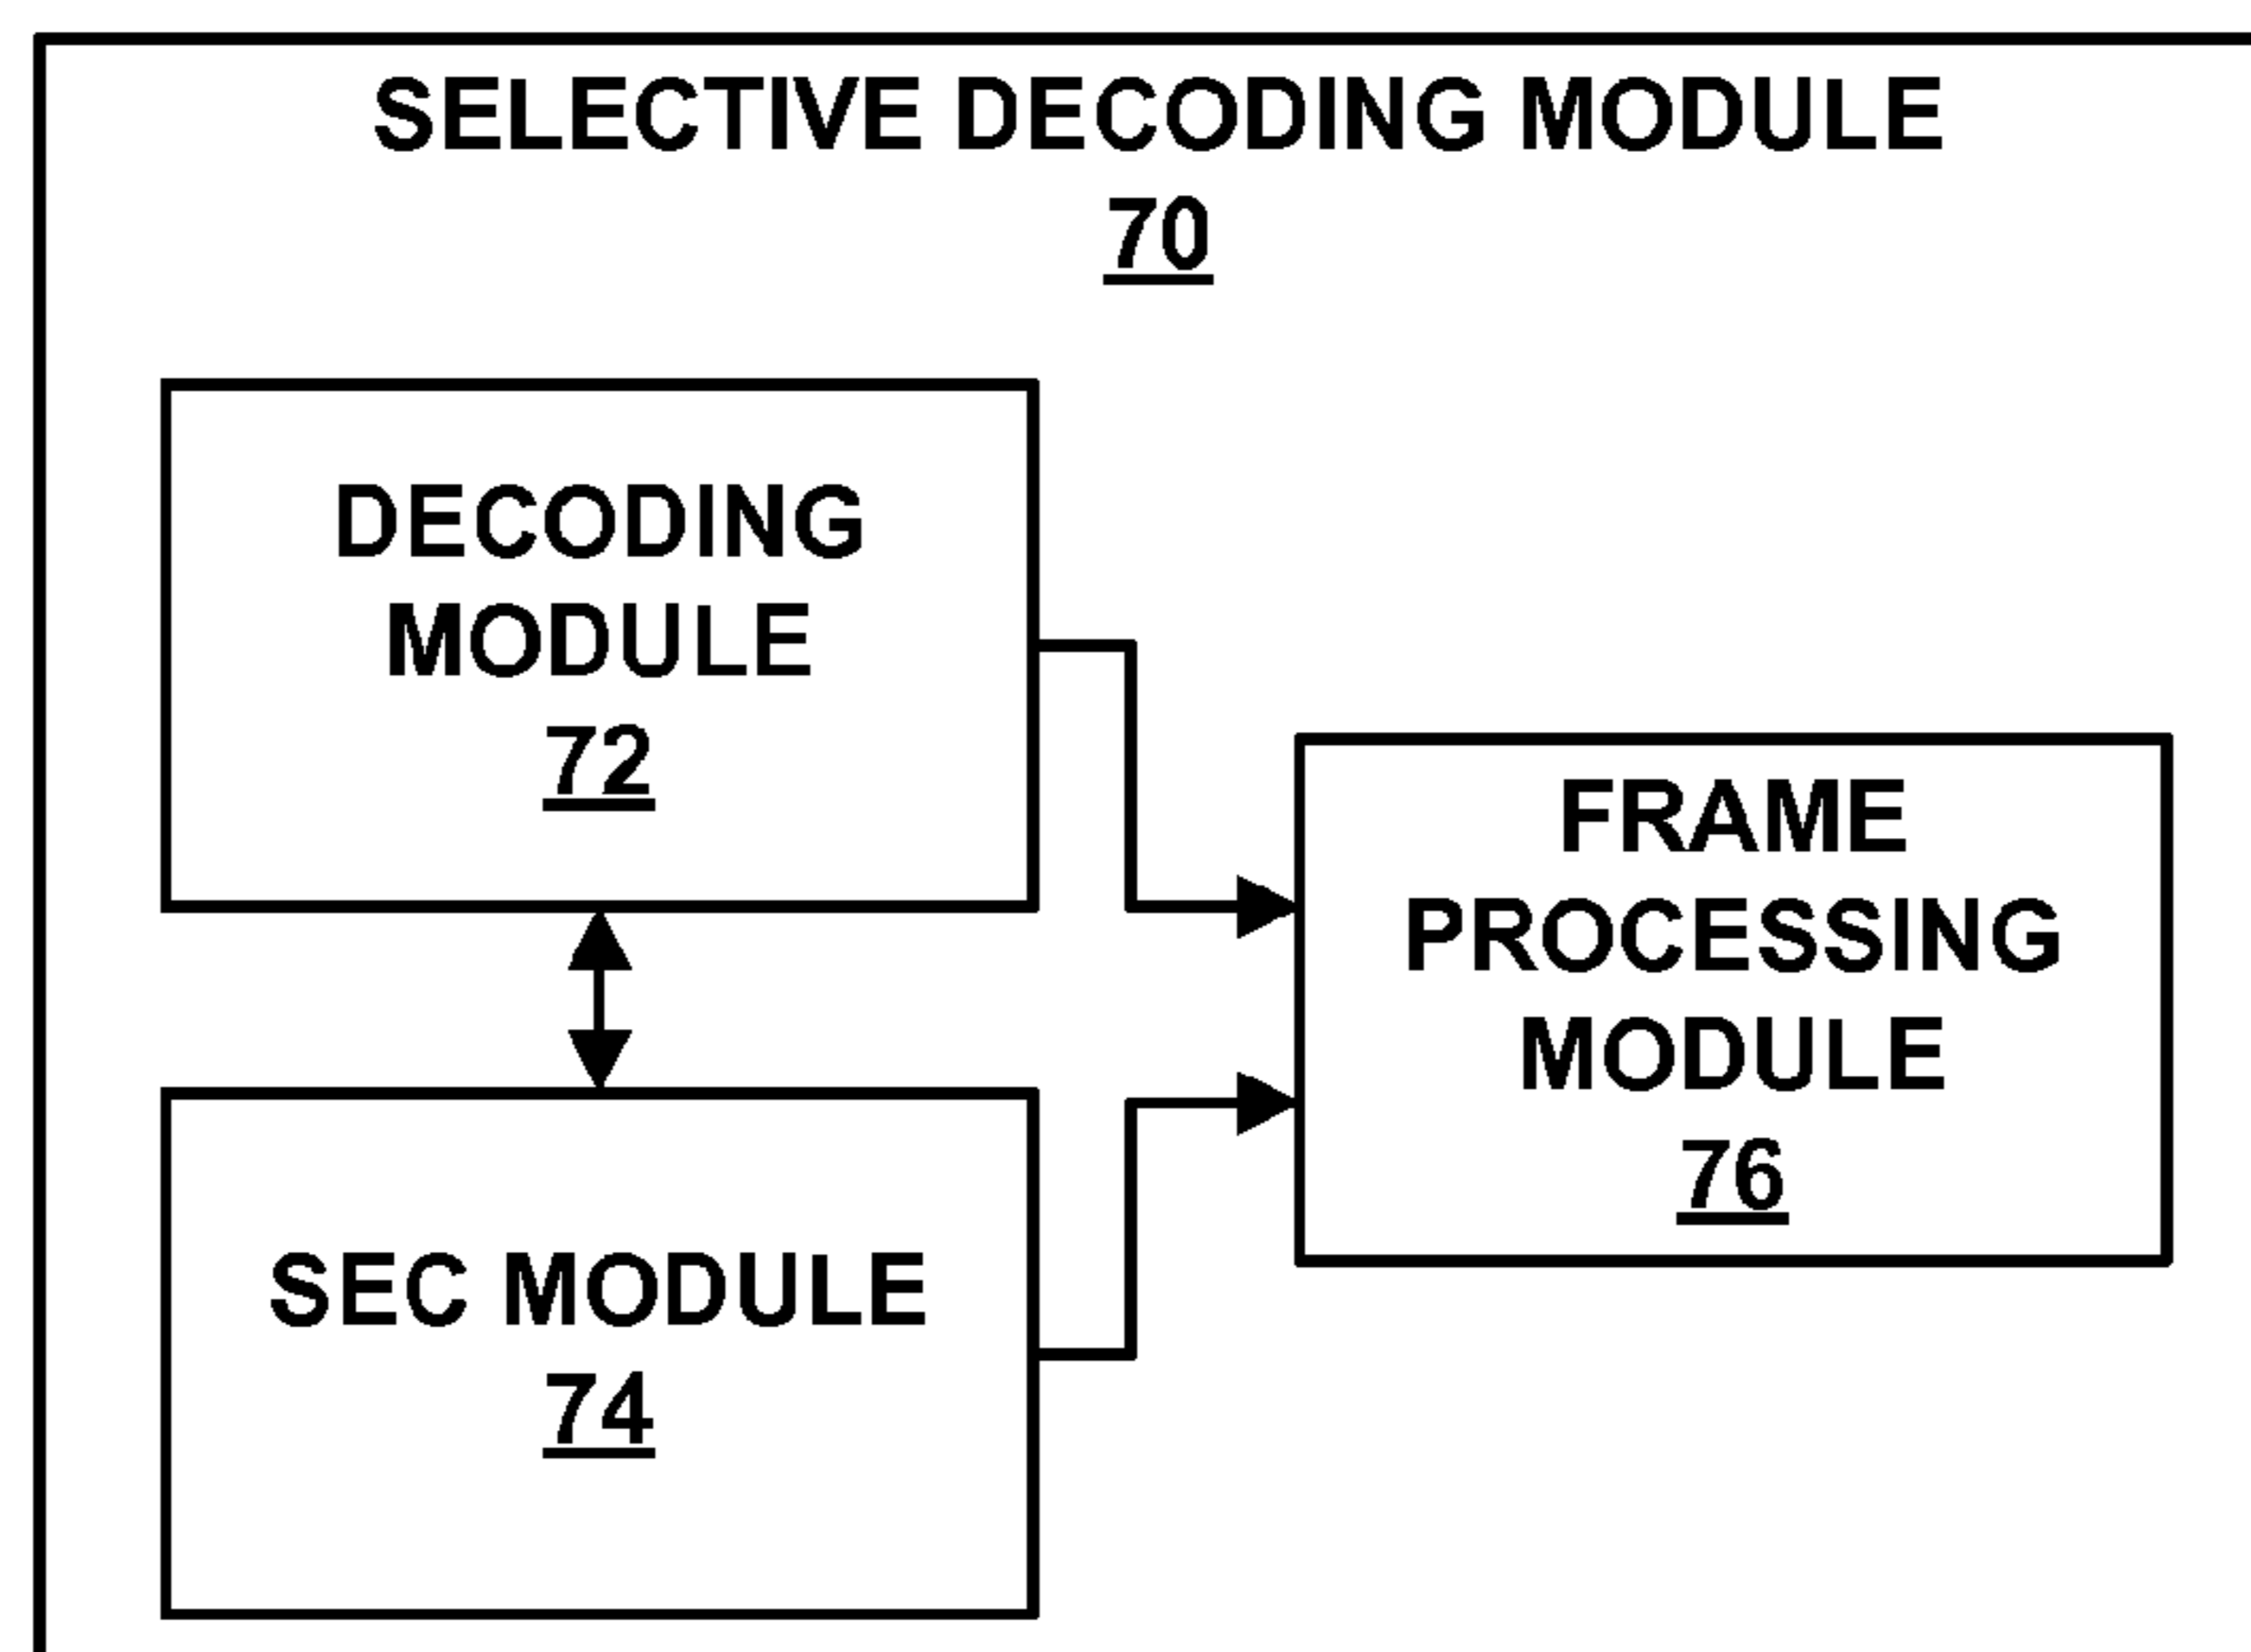 SELECTIVE DECODING MODULE
70
DECODING
MODULE
72
FRAME
PROCESSING
MODULE
76
SEC MODULE
74